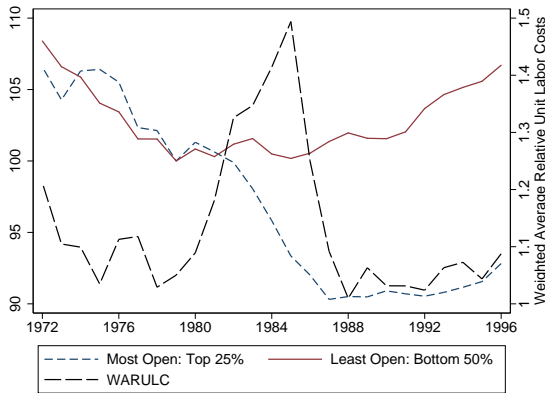 110
105
100
95
90
1.5
1.4
1.3
1.2
1.1
1
Weighted Average Relative Unit Labor Costs
1972 1976 1980 1984 1988 1992 1996
Most Open: Top 25% Least Open: Bottom 50%
WARULC